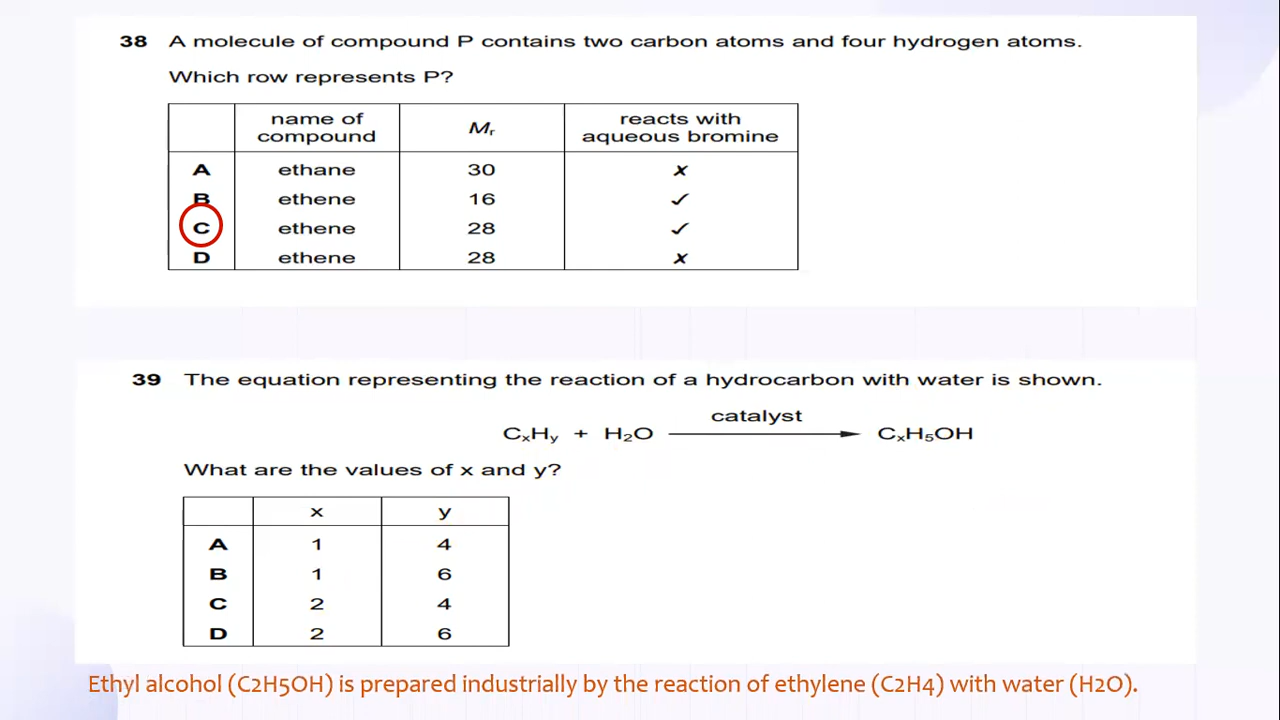 38 A molecule of compound P contains two carbon atoms and four hydrogen atoms.
Which row represents P?
name of compound Mr reacts with aqueous bromine
A ethane 30 ✗
B ethene 16 ✓
C ethene 28 ✓
D ethene 28 ✗
39 The equation representing the reaction of a hydrocarbon with water is shown.
catalyst
CxHy + H2O → CxH5OH
What are the values of x and y?
x y
A 1 4
B 1 6
C 2 4
D 2 6
Ethyl alcohol (C2H5OH) is prepared industrially by the reaction of ethylene (C2H4) with water (H2O).